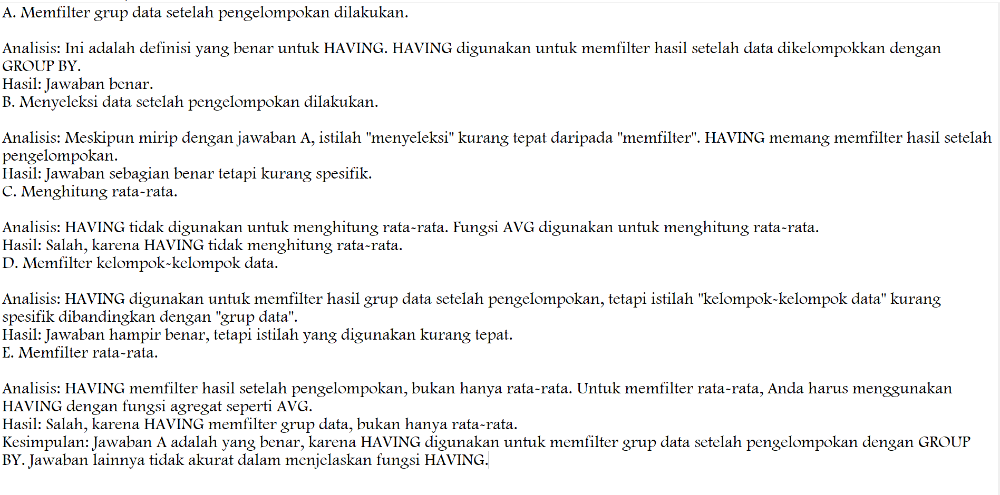 A. Memfilter grup data setelah pengelompokan dilakukan.
Analisis: Ini adalah definisi yang benar untuk HAVING. HAVING digunakan untuk memfilter hasil setelah data dikelompokkan dengan
GROUP BY.
Hasil: Jawaban benar.
B. Menyeleksi data setelah pengelompokan dilakukan.
Analisis: Meskipun mirip dengan jawaban A, istilah "menyeleksi" kurang tepat daripada "memfilter". HAVING memang memfilter hasil setelah
pengelompokan.
Hasil: Jawaban sebagian benar tetapi kurang spesifik.
C. Menghitung rata-rata.
Analisis: HAVING tidak digunakan untuk menghitung rata-rata. Fungsi AVG digunakan untuk menghitung rata-rata.
Hasil: Salah, karena HAVING tidak menghitung rata-rata.
D. Memfilter kelompok-kelompok data.
Analisis: HAVING digunakan untuk memfilter hasil grup data setelah pengelompokan, tetapi istilah "kelompok-kelompok data" kurang
spesifik dibandingkan dengan "grup data".
Hasil: Jawaban hampir benar, tetapi istilah yang digunakan kurang tepat.
E. Memfilter rata-rata.
Analisis: HAVING memfilter hasil setelah pengelompokan, bukan hanya rata-rata. Untuk memfilter rata-rata, Anda harus menggunakan
HAVING dengan fungsi agregat seperti AVG.
Hasil: Salah, karena HAVING memfilter grup data, bukan hanya rata-rata.
Kesimpulan: Jawaban A adalah yang benar, karena HAVING digunakan untuk memfilter grup data setelah pengelompokan dengan GROUP
BY. Jawaban lainnya tidak akurat dalam menjelaskan fungsi HAVING.